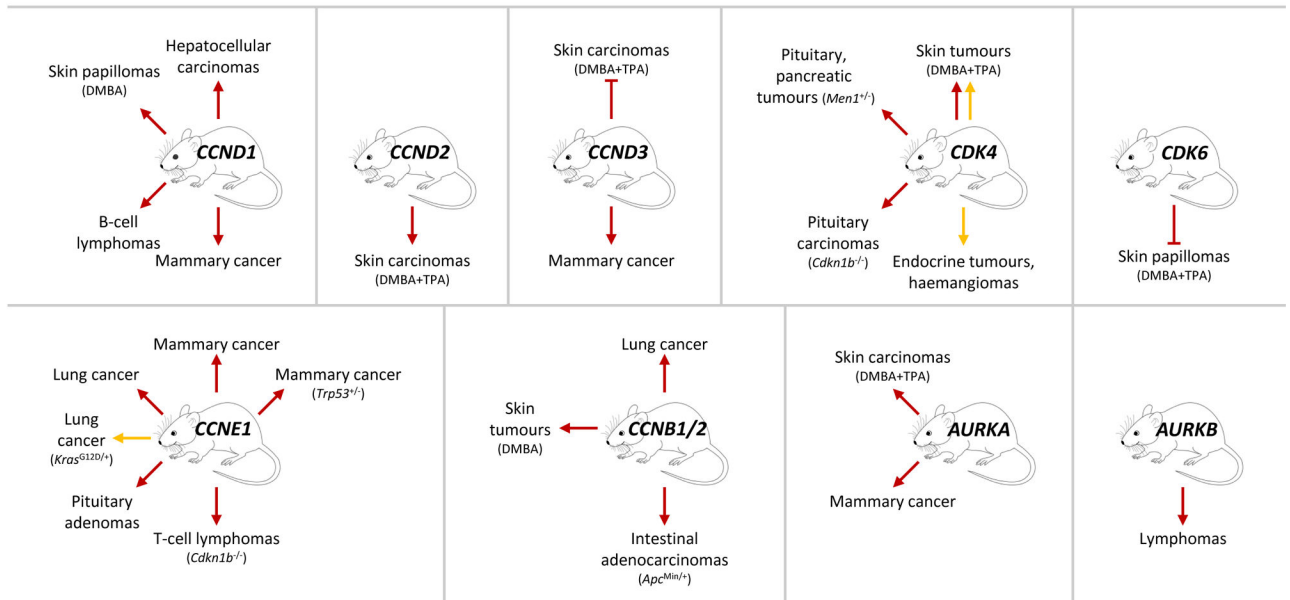 Hepatocellular
carcinomas
Skin papillomas
(DMBA)
CCND1
B-cell
lymphomas
Mammary cancer
CCND2
Skin carcinomas
(DMBA+TPA)
Skin carcinomas
(DMBA+TPA)
CCND3
Mammary cancer
Pituitary,
pancreatic
tumours (Men1+/-)
Skin tumours
(DMBA+TPA)
CDK4
Pituitary
carcinomas
(Cdkn1b-/-)
Endocrine tumours,
haemangiomas
CDK6
Skin papillomas
(DMBA+TPA)
Mammary cancer
Lung cancer
Mammary cancer
(Trp53+/-)
Lung
cancer
(KrasG12D/+)
CCNE1
Pituitary
adenomas
T-cell lymphomas
(Cdkn1b-/-)
Lung cancer
Skin
tumours
(DMBA)
CCNB1/2
Intestinal
adenocarcinomas
(ApcMin/+)
Skin carcinomas
(DMBA+TPA)
AURKA
Mammary cancer
AURKB
Lymphomas